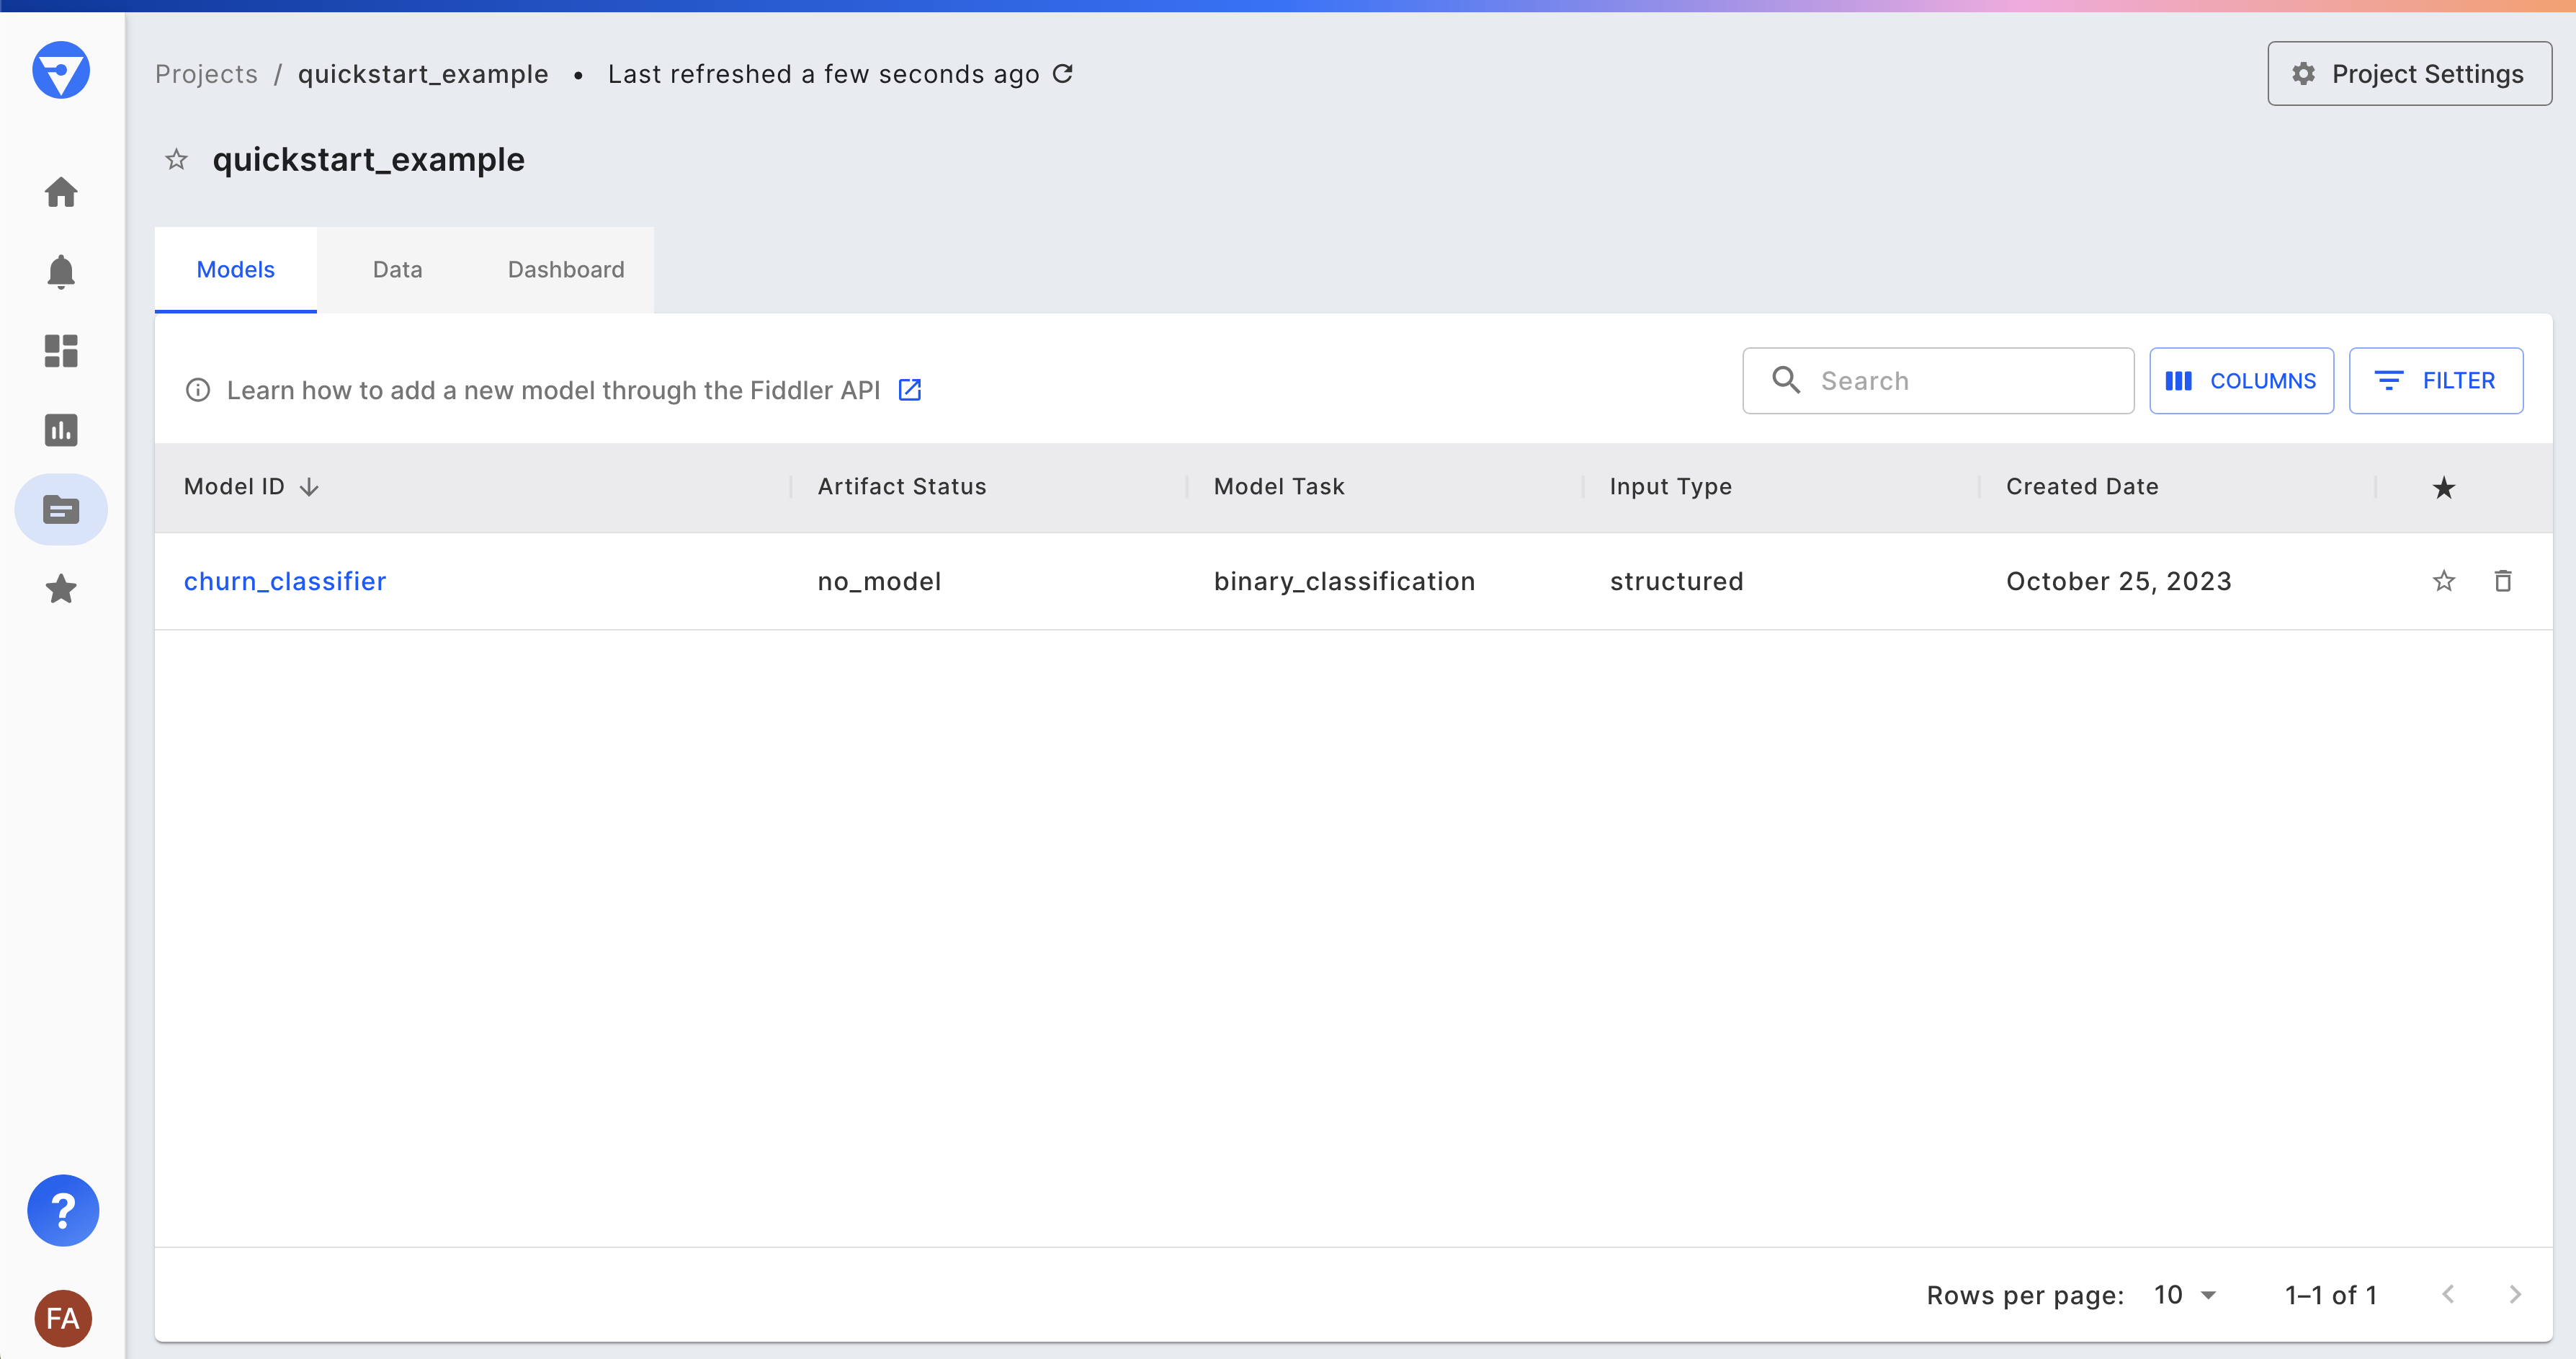 Projects / quickstart_example • Last refreshed a few seconds ago
Project Settings
quickstart_example
Models Data Dashboard
Learn how to add a new model through the Fiddler API
Search COLUMNS FILTER
Model ID Artifact Status Model Task Input Type Created Date
churn_classifier no_model binary_classification structured October 25, 2023
?
FA
Rows per page: 10 1–1 of 1